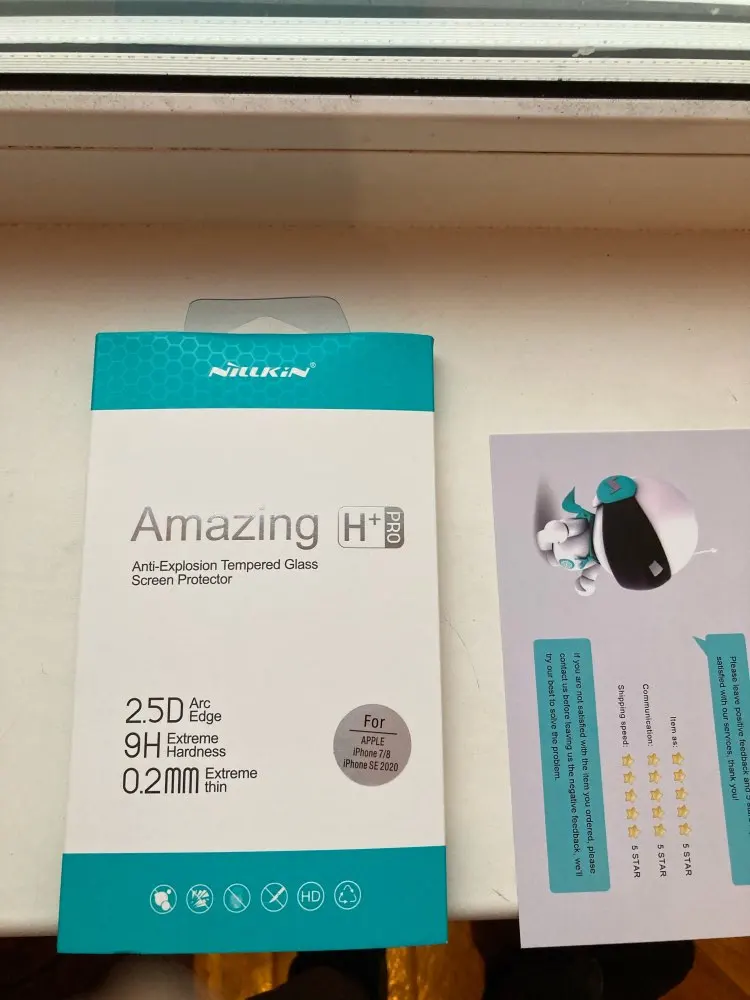 NILLKIN®
Amazing H+ PRO
Anti-Explosion Tempered Glass
Screen Protector
2.5D Arc
Edge
9H Extreme
Hardness
0.2MM Extreme
thin
For
APPLE
iPhone 7/8
iPhone SE 2020
HD
Please leave positive feedback and 5
satisfied with our services, thank you!
Item as: 5 STAR
Communication: 5 STAR
Shipping speed: 5 STAR
If you are not satisfied with the item you ordered, please
contact us before leaving us the negative feedback, we'll
try our best to solve the problem.